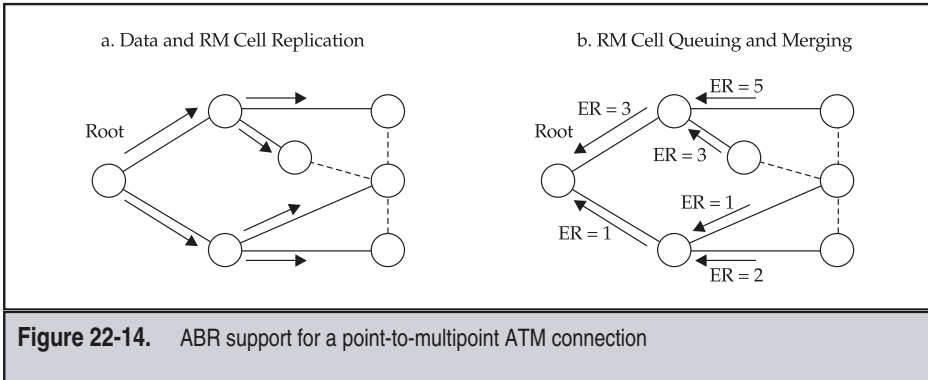 a. Data and RM Cell Replication
Root
b. RM Cell Queuing and Merging
ER = 5
ER = 3
Root
ER = 3
ER = 1
ER = 1
ER = 2
Figure 22-14. ABR support for a point-to-multipoint ATM connection